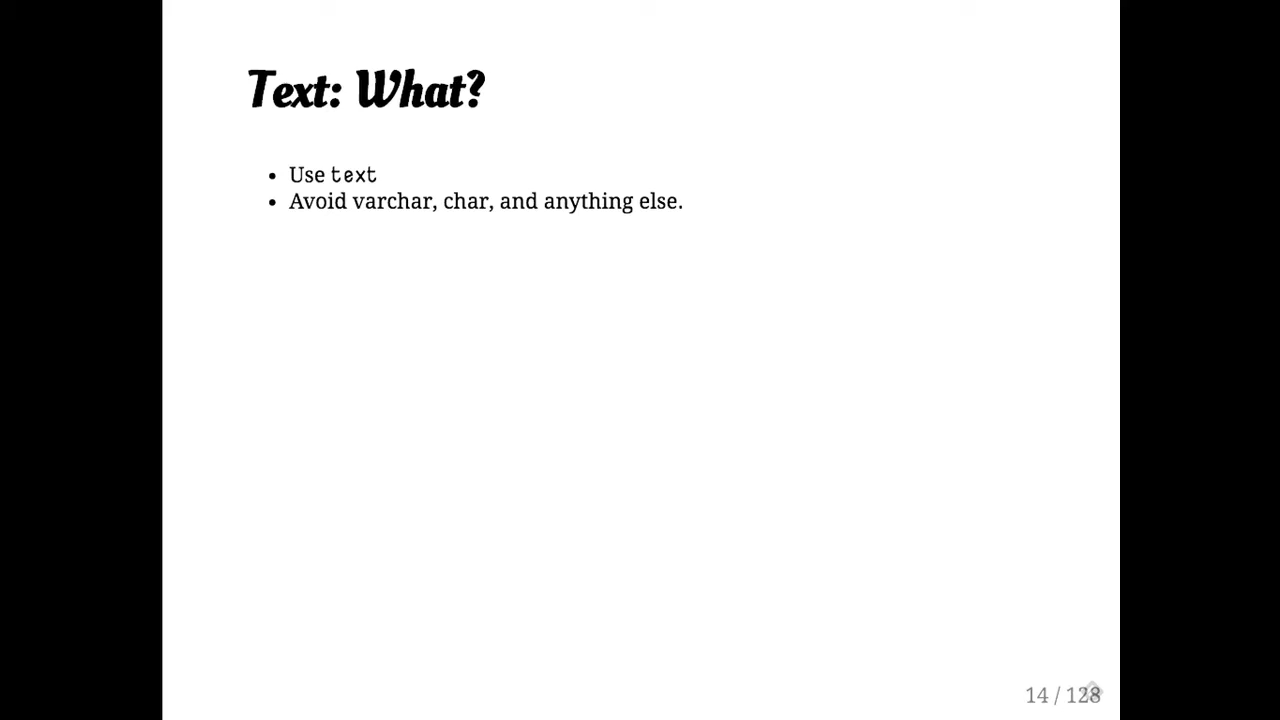 Text: What?
• Use text
• Avoid varchar, char, and anything else.
14 / 128